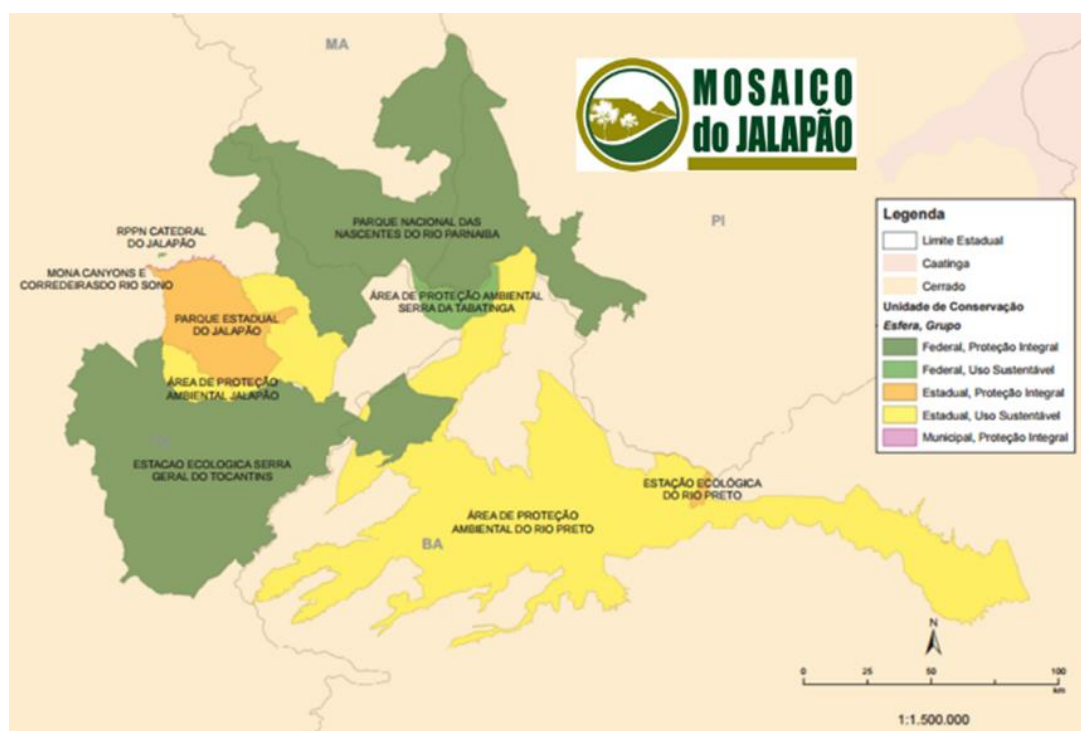 MA
MOSAICO
do JALAPÃO
PI
PARQUE NACIONAL DAS
NASCENTES DO RIO PARNAIBA
RPPN CATEDRAL
DO JALAPÃO
MONA CANYONS E
CORREDEIRASDO RIO SONO
ÁREA DE PROTEÇÃO AMBIENTAL
SERRA DA TABATINGA
PARQUE ESTADUAL
DO JALAPÃO
ÁREA DE PROTEÇÃO
AMBIENTAL JALAPÃO
TO
ESTACAO ECOLOGICA SERRA
GERAL DO TOCANTINS
ESTAÇÃO ECOLÓGICA
DO RIO PRETO
ÁREA DE PROTEÇÃO
AMBIENTAL DO RIO PRETO
BA
Legenda
Limite Estadual
Caatinga
Cerrado
Unidade de Conservação
Esfera, Grupo
Federal, Proteção Integral
Federal, Uso Sustentável
Estadual, Proteção Integral
Estadual, Uso Sustentável
Municipal, Proteção Integral
N
0 25 50 100
km
1:1.500.000